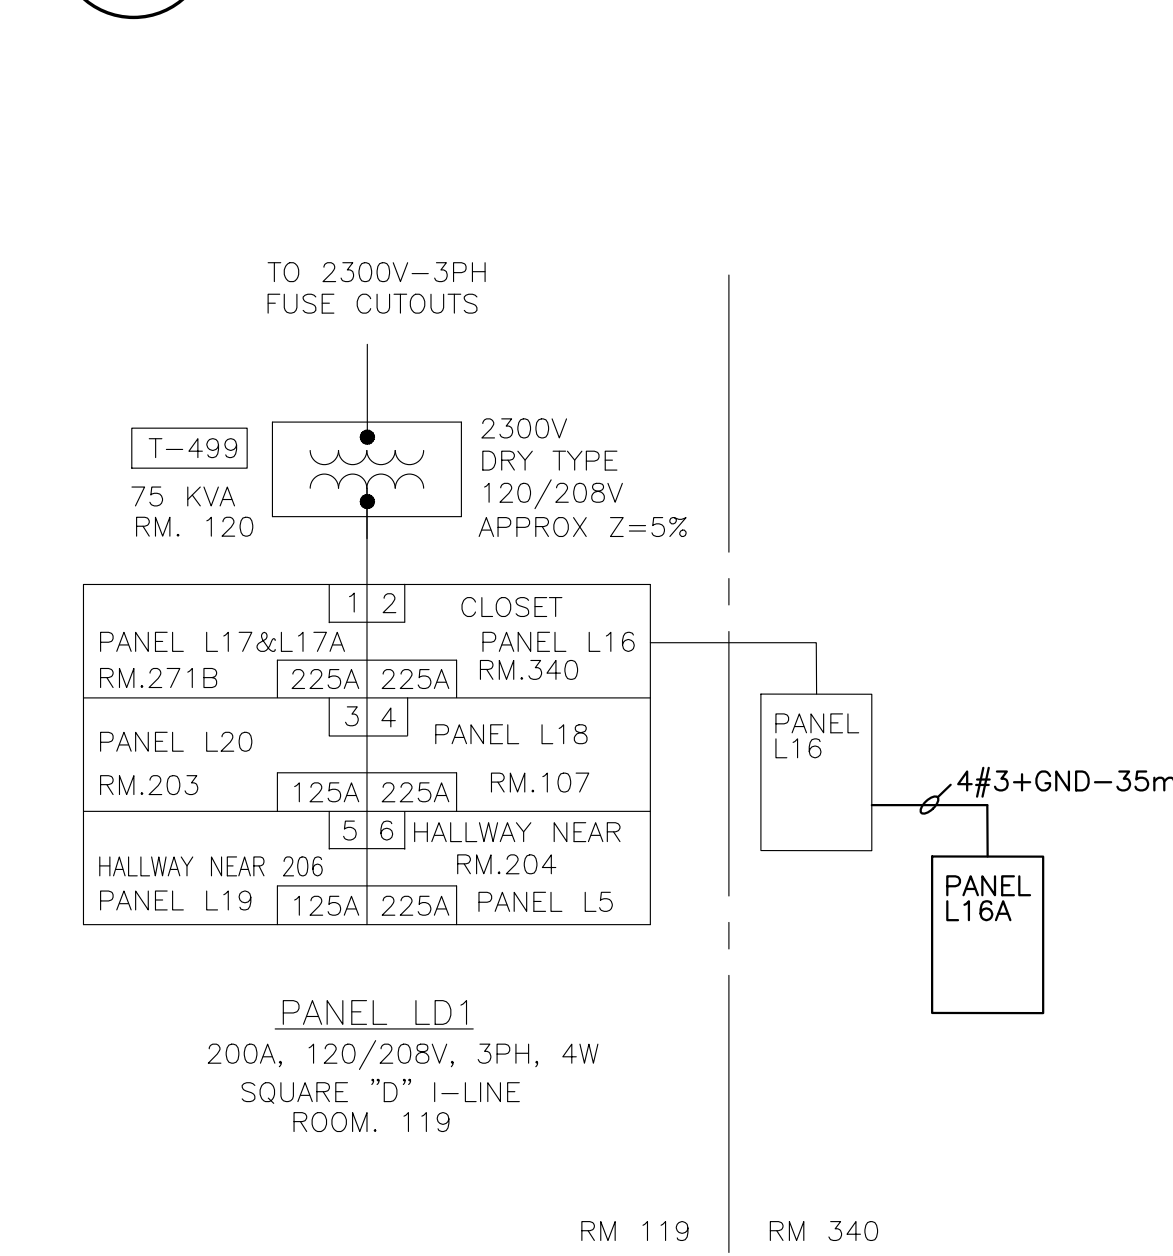 TO 2300V-3PH
FUSE CUTOUTS
T-499
75 KVA
RM. 120
2300V
DRY TYPE
120/208V
APPROX Z=5%
1 2
CLOSET
PANEL L17&L17A
PANEL L16
RM.271B
225A 225A
RM.340
3 4
PANEL L20
PANEL L18
RM.203
125A 225A
RM.107
5 6
HALLWAY NEAR
RM.204
HALLWAY NEAR 206
PANEL L19
125A 225A
PANEL L5
PANEL
L16
4#3+GND-35m
PANEL
L16A
PANEL LD1
200A, 120/208V, 3PH, 4W
SQUARE "D" I-LINE
ROOM. 119
RM 119
RM 340